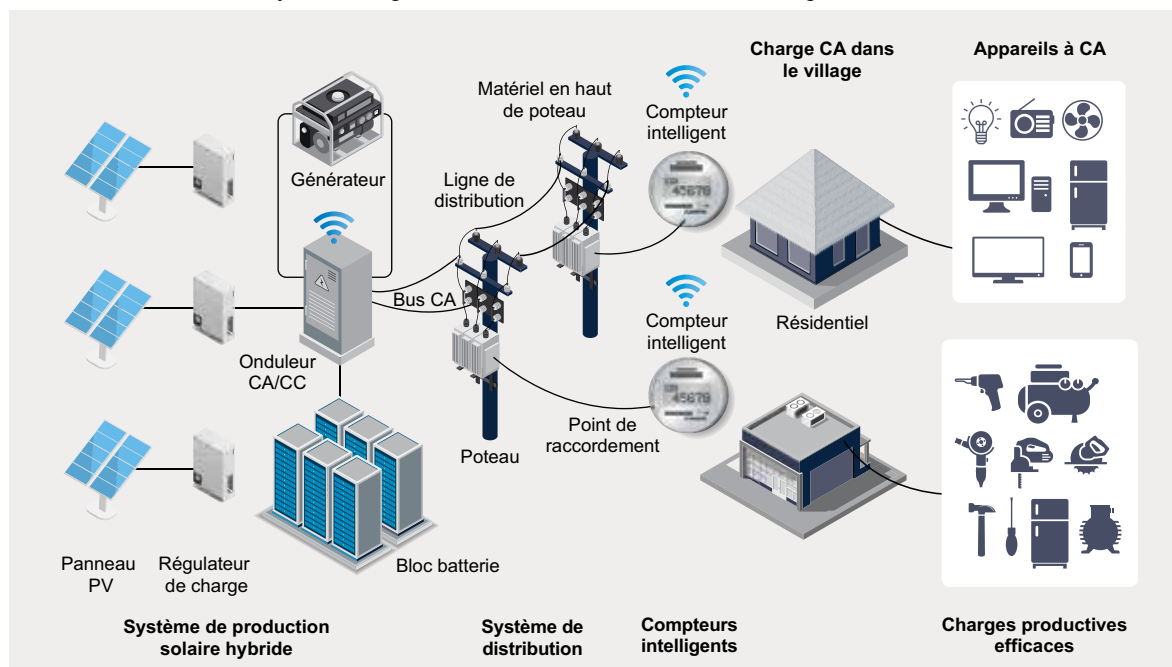 Charge CA dans
le village
Appareils à CA
Matériel en haut
de poteau
Compteur
intelligent
Générateur
Ligne de
distribution
45679
Bus CA
Compteur
intelligent
Résidentiel
Onduleur
CA/CC
45679
Point de
raccordement
Poteau
Panneau
PV
Régulateur
de charge
Bloc batterie
Système de production
solaire hybride
Système de
distribution
Compteurs
intelligents
Charges productives
efficaces